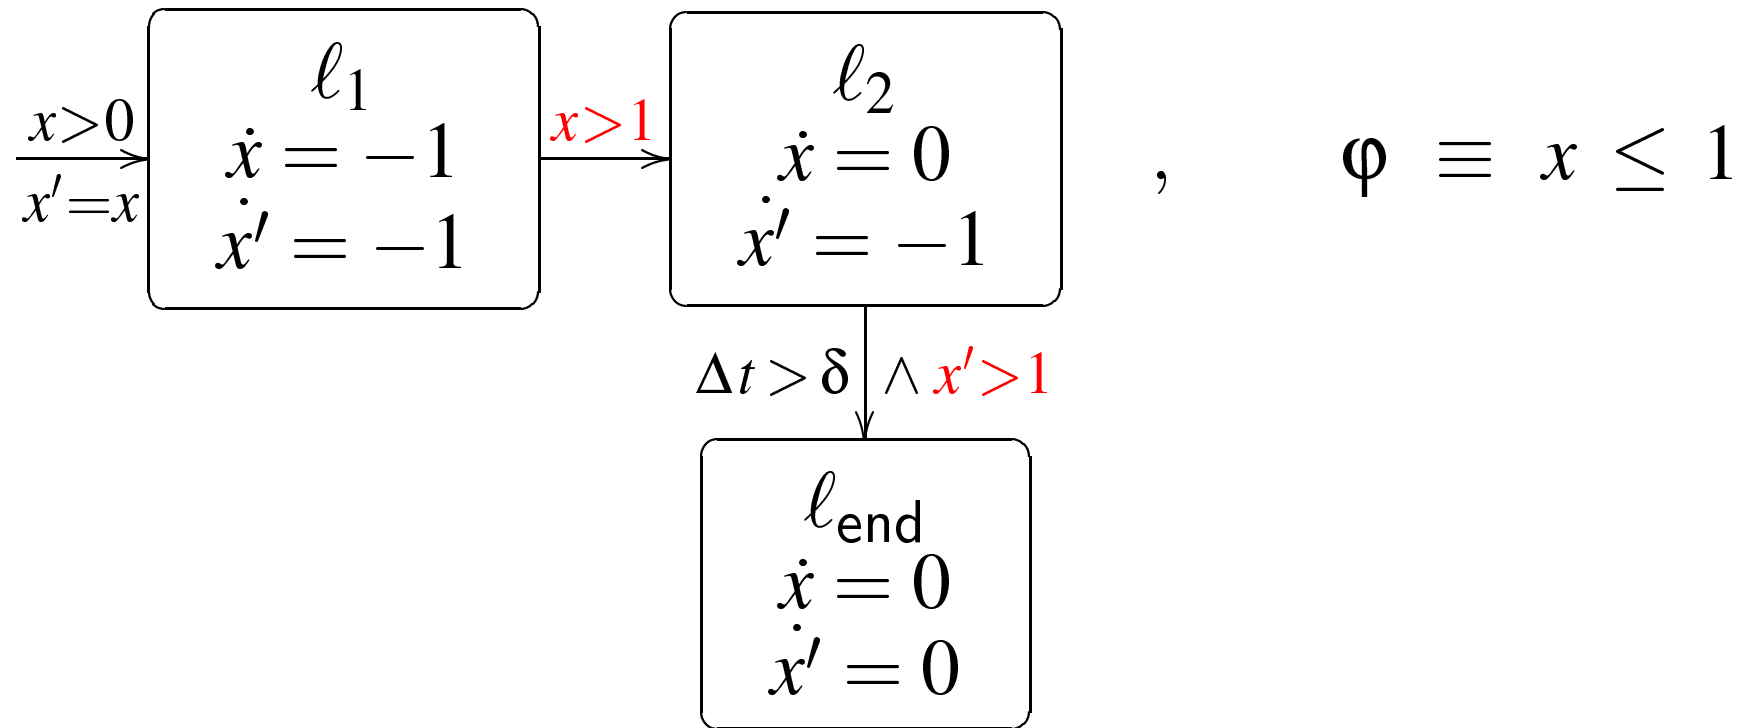 x>0
x′=x
ℓ1
ẋ = −1
ẋ′ = −1
x>1
ℓ2
ẋ = 0
ẋ′ = −1
, φ ≡ x ≤ 1
Δt > δ ∧ x′>1
ℓend
ẋ = 0
ẋ′ = 0